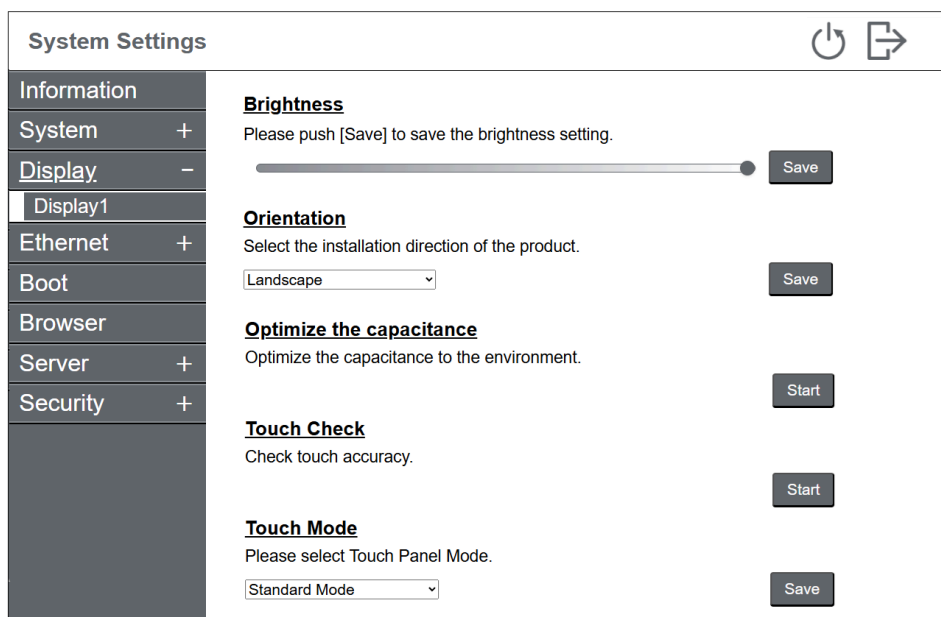 System Settings
Information
System +
Display −
Display1
Ethernet +
Boot
Browser
Server +
Security +
Brightness
Please push [Save] to save the brightness setting.
Save
Orientation
Select the installation direction of the product.
Landscape
Save
Optimize the capacitance
Optimize the capacitance to the environment.
Start
Touch Check
Check touch accuracy.
Start
Touch Mode
Please select Touch Panel Mode.
Standard Mode
Save